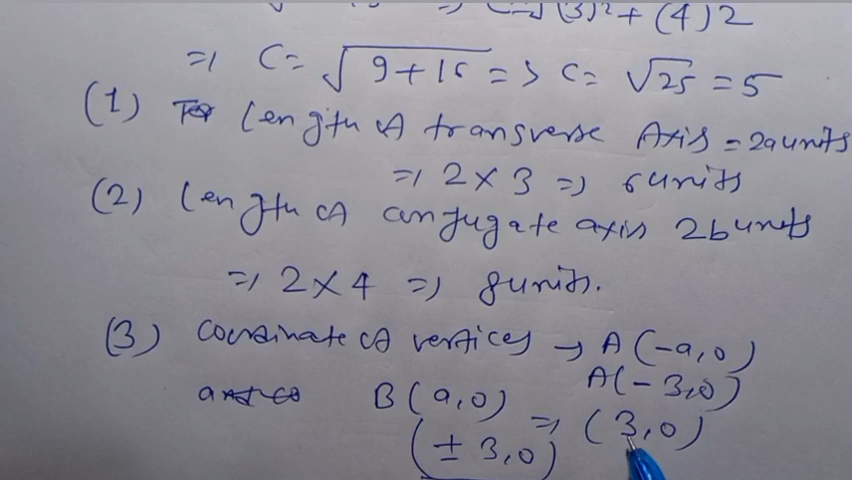 (3)² + (4)2
=> C = √9+16 => C = √25 = 5
(1) Length of transverse Axis = 2a units
=> 2 × 3 => 6 units
(2) length of conjugate axis 2b units
=> 2 × 4 => 8 units.
(3) coordinate of vertices → A (-a, 0)
A(-3, 0)
B (a, 0) => (3, 0)
(± 3, 0)